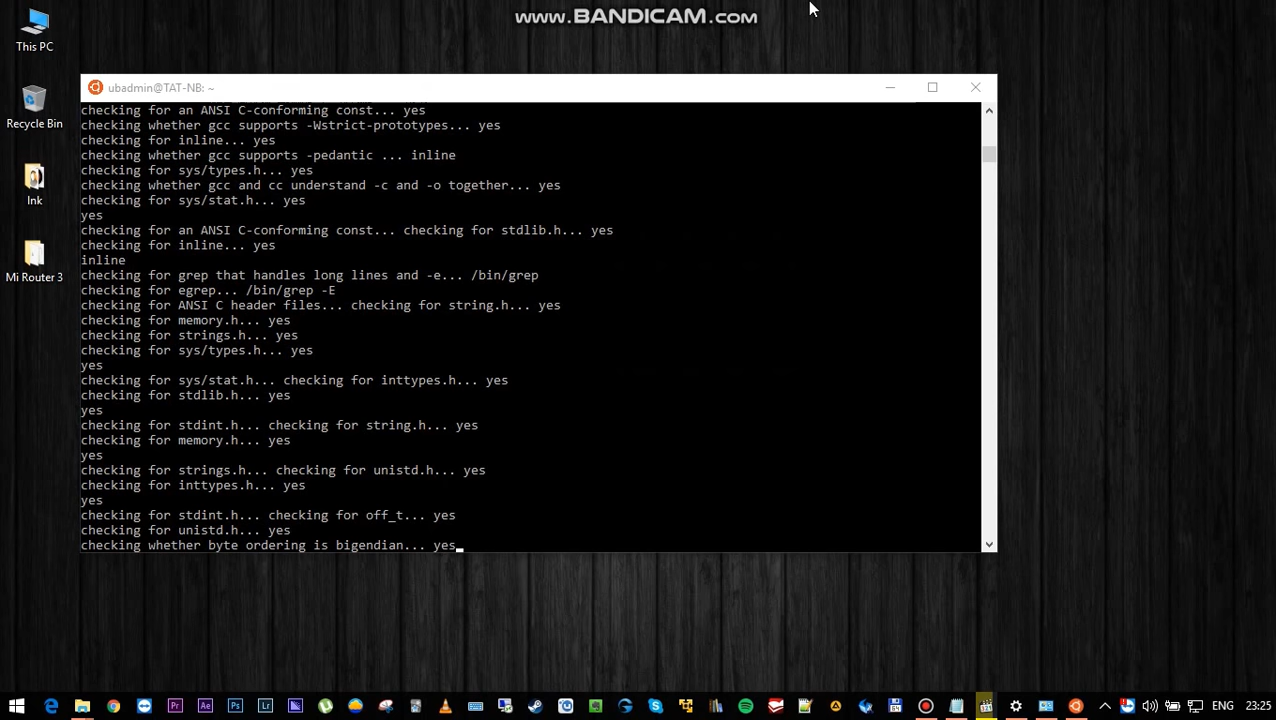 This PC
Recycle Bin
Ink
Mi Router 3
www.BANDICAM.com
ubadmin@TAT-NB: ~
checking for an ANSI C-conforming const... yes
checking whether gcc supports -Wstrict-prototypes... yes
checking for inline... yes
checking whether gcc supports -pedantic ... inline
checking for sys/types.h... yes
checking whether gcc and cc understand -c and -o together... yes
checking for sys/stat.h... yes
yes
checking for an ANSI C-conforming const... checking for stdlib.h... yes
checking for inline... yes
inline
checking for grep that handles long lines and -e... /bin/grep
checking for egrep... /bin/grep -E
checking for ANSI C header files... checking for string.h... yes
checking for memory.h... yes
checking for strings.h... yes
checking for sys/types.h... yes
yes
checking for sys/stat.h... checking for inttypes.h... yes
checking for stdlib.h... yes
yes
checking for stdint.h... checking for string.h... yes
checking for memory.h... yes
yes
checking for strings.h... checking for unistd.h... yes
checking for inttypes.h... yes
yes
checking for stdint.h... checking for off_t... yes
checking for unistd.h... yes
checking whether byte ordering is bigendian... yes
Pr
Ae
Ps
Lr
ENG
23:25